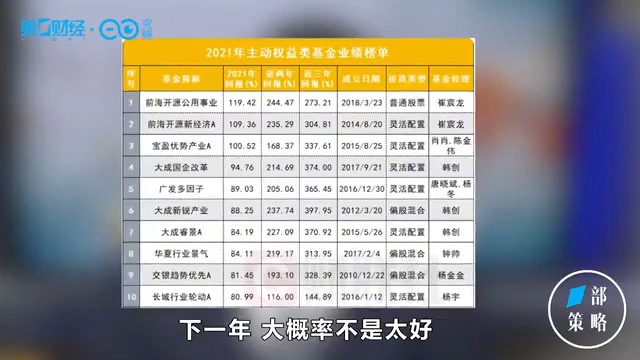 界面财经·究竟
2021年主动权益类基金业绩榜单
序号 基金简称 2021年回报(%) 近两年回报(%) 近三年回报(%) 成立日期 投资类型 基金经理
1 前海开源公用事业 119.42 244.47 273.21 2018/3/23 普通股票 崔宸龙
2 前海开源新经济A 109.36 235.29 304.81 2014/8/20 灵活配置 崔宸龙
3 宝盈优势产业A 100.52 168.37 337.61 2015/8/25 灵活配置 肖肖,陈金伟
4 大成国企改革 94.76 214.69 374.00 2017/9/21 灵活配置 韩创
5 广发多因子 89.03 205.06 365.45 2016/12/30 灵活配置 唐晓斌,杨冬
6 大成新锐产业 88.25 237.74 397.95 2012/3/20 偏股混合 韩创
7 大成睿景A 84.19 227.09 370.92 2015/5/26 灵活配置 韩创
8 华夏行业景气 84.11 219.17 313.95 2017/2/4 偏股混合 钟帅
9 交银趋势优先A 81.45 193.10 328.39 2010/12/22 偏股混合 杨金金
10 长城行业轮动A 80.99 116.00 144.89 2016/1/12 灵活配置 杨宇
部
策略
下一年 大概率不是太好